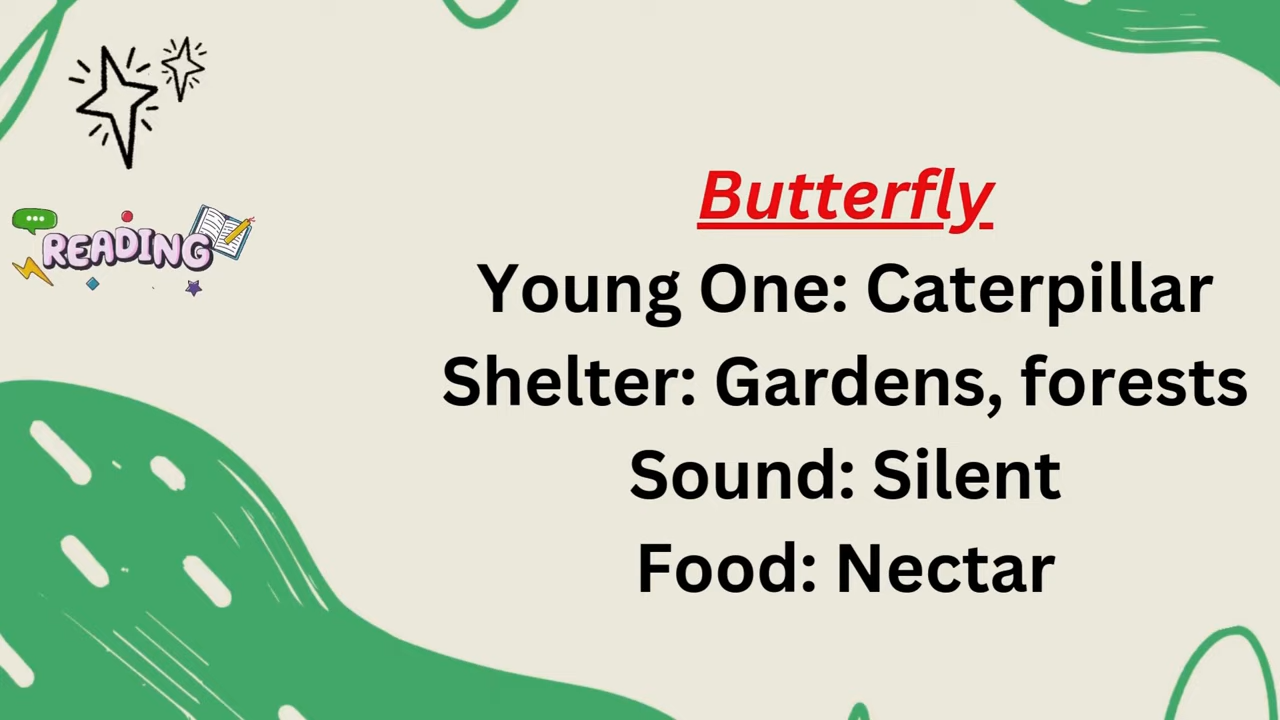 READING
Butterfly
Young One: Caterpillar
Shelter: Gardens, forests
Sound: Silent
Food: Nectar